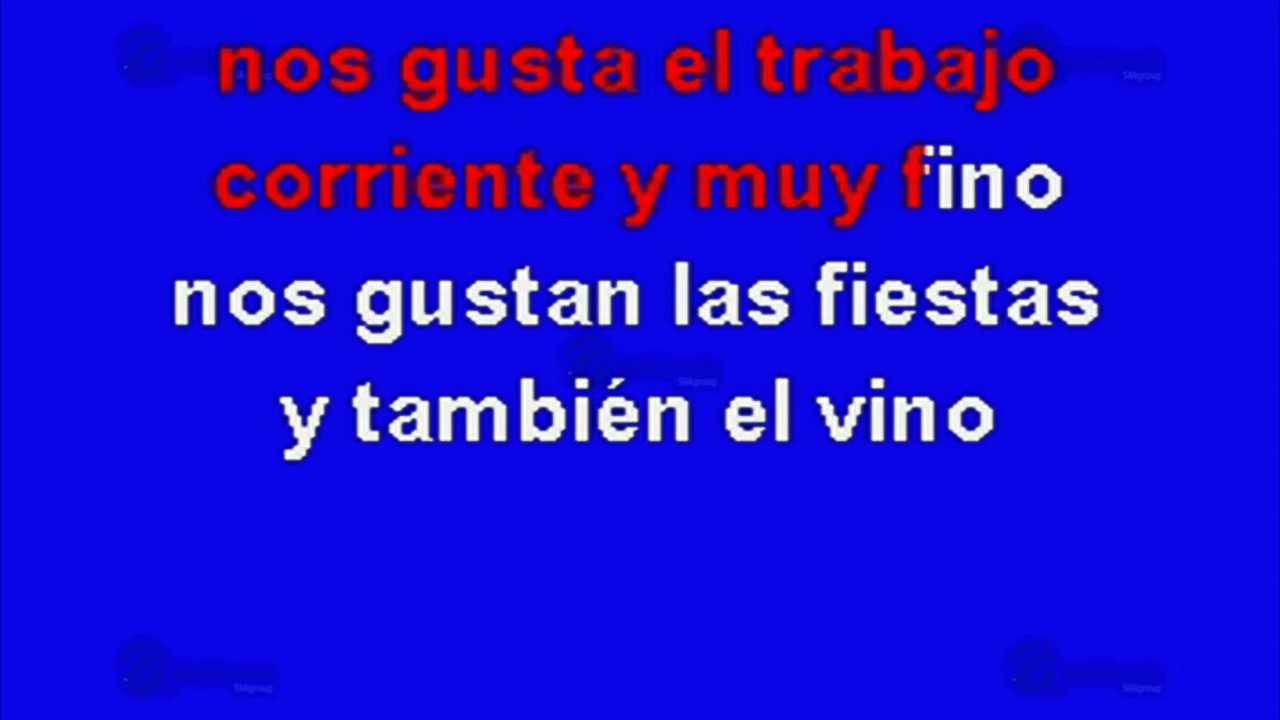 nos gusta el trabajo
corriente y muy fino
nos gustan las fiestas
y también el vino